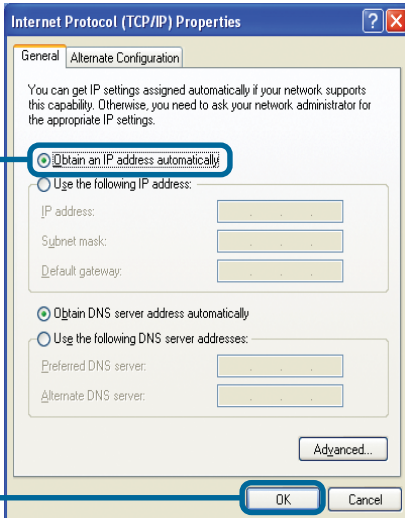 Internet Protocol (TCP/IP) Properties
General
Alternate Configuration
You can get IP settings assigned automatically if your network supports
this capability. Otherwise, you need to ask your network administrator for
the appropriate IP settings.
Obtain an IP address automatically
Use the following IP address:
IP address:
Subnet mask:
Default gateway:
Obtain DNS server address automatically
Use the following DNS server addresses:
Preferred DNS server:
Alternate DNS server:
Advanced...
OK
Cancel